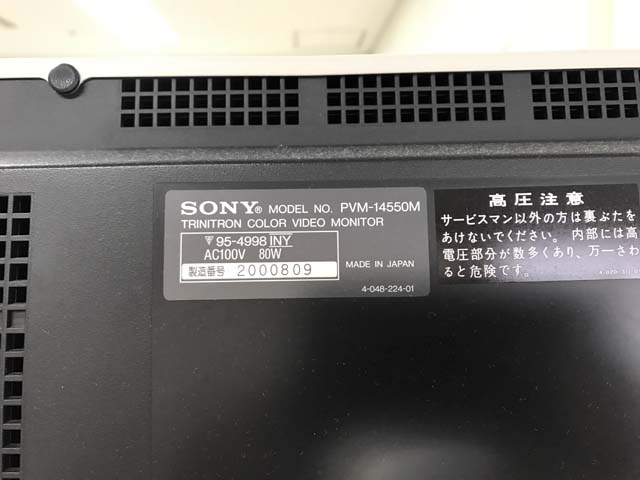 SONY® MODEL NO. PVM-14550M
TRINITRON COLOR VIDEO MONITOR
95-4998 INY
AC100V 80W
製造番号 2000809
MADE IN JAPAN
4-048-224-01
高圧注意
サービスマン以外の方は裏ぶたを
あけないでください。内部には高
電圧部分が数多くあり、万一さわ
ると危険です。